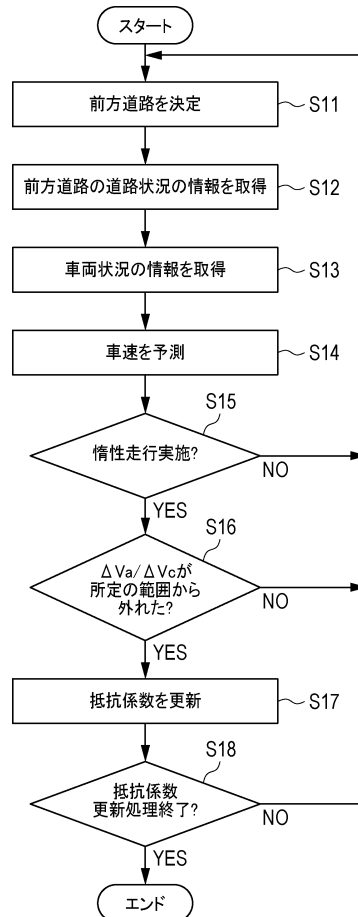 スタート
前方道路を決定
S11
前方道路の道路状況の情報を取得
S12
車両状況の情報を取得
S13
車速を予測
S14
S15
惰性走行実施?
NO
YES
S16
ΔVa/ΔVcが
所定の範囲から
外れた?
NO
YES
抵抗係数を更新
S17
S18
抵抗係数
更新処理終了?
NO
YES
エンド